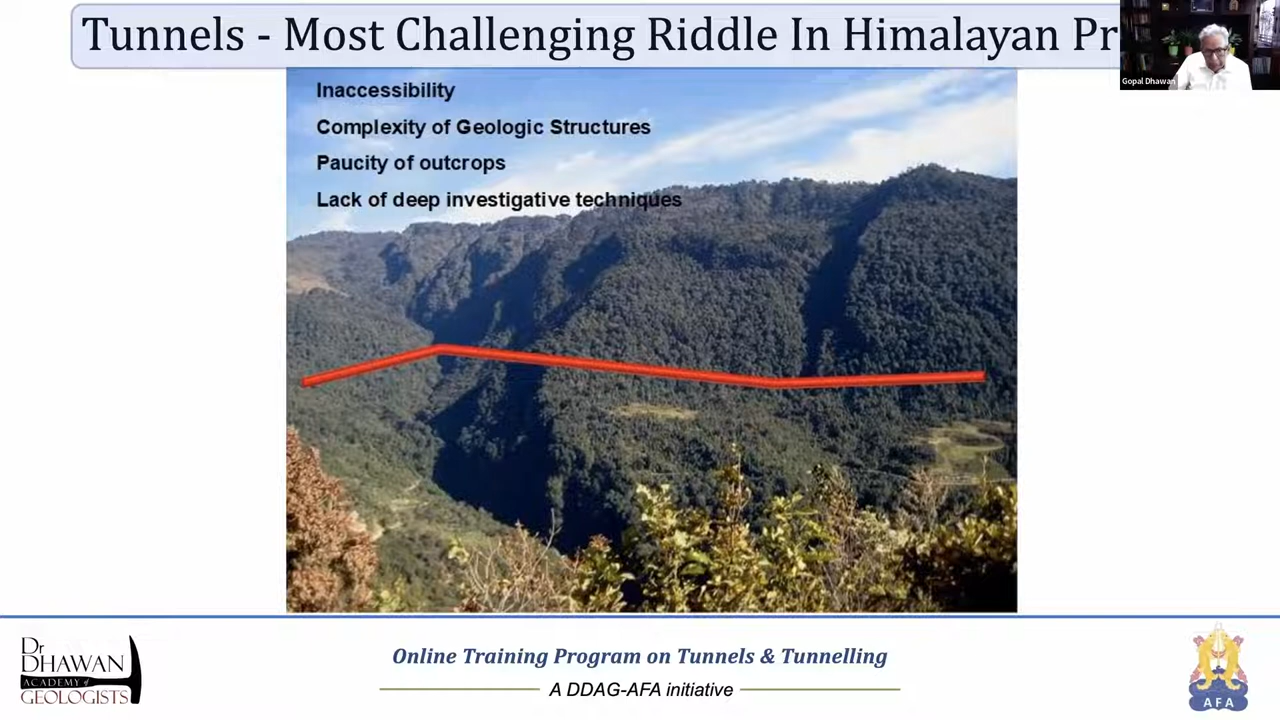 Tunnels - Most Challenging Riddle In Himalayan Pr
Gopal Dhawan
Inaccessibility
Complexity of Geologic Structures
Paucity of outcrops
Lack of deep investigative techniques
Dr
DHAWAN
ACADEMY of
GEOLOGISTS
Online Training Program on Tunnels & Tunnelling
A DDAG-AFA initiative
AFA